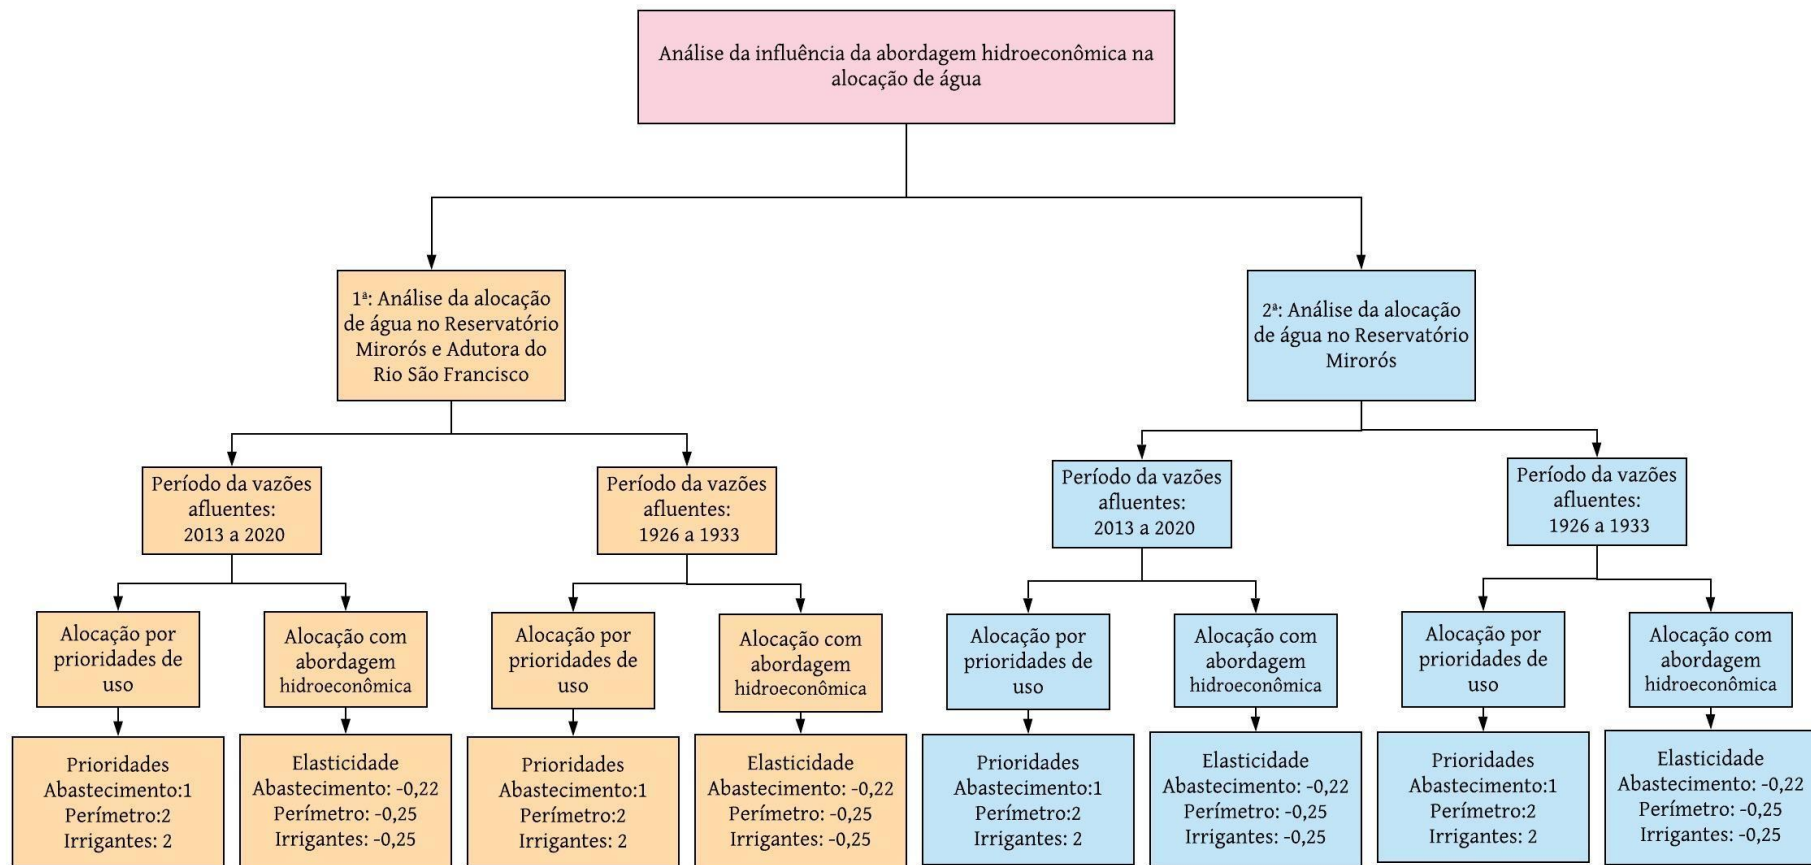 Análise da influência da abordagem hidroeconômica na
alocação de água
1ª: Análise da alocação
de água no Reservatório
Mirorós e Adutora do
Rio São Francisco
2ª: Análise da alocação
de água no Reservatório
Mirorós
Período da vazões
afluentes:
2013 a 2020
Período da vazões
afluentes:
1926 a 1933
Período da vazões
afluentes:
2013 a 2020
Período da vazões
afluentes:
1926 a 1933
Alocação por
prioridades de
uso
Alocação com
abordagem
hidroeconômica
Alocação por
prioridades de
uso
Alocação com
abordagem
hidroeconômica
Alocação por
prioridades de
uso
Alocação com
abordagem
hidroeconômica
Alocação por
prioridades de
uso
Alocação com
abordagem
hidroeconômica
Prioridades
Abastecimento:1
Perímetro:2
Irrigantes: 2
Elasticidade
Abastecimento: -0,22
Perímetro: -0,25
Irrigantes: -0,25
Prioridades
Abastecimento:1
Perímetro:2
Irrigantes: 2
Elasticidade
Abastecimento: -0,22
Perímetro: -0,25
Irrigantes: -0,25
Prioridades
Abastecimento:1
Perímetro:2
Irrigantes: 2
Elasticidade
Abastecimento: -0,22
Perímetro: -0,25
Irrigantes: -0,25
Prioridades
Abastecimento:1
Perímetro:2
Irrigantes: 2
Elasticidade
Abastecimento: -0,22
Perímetro: -0,25
Irrigantes: -0,25